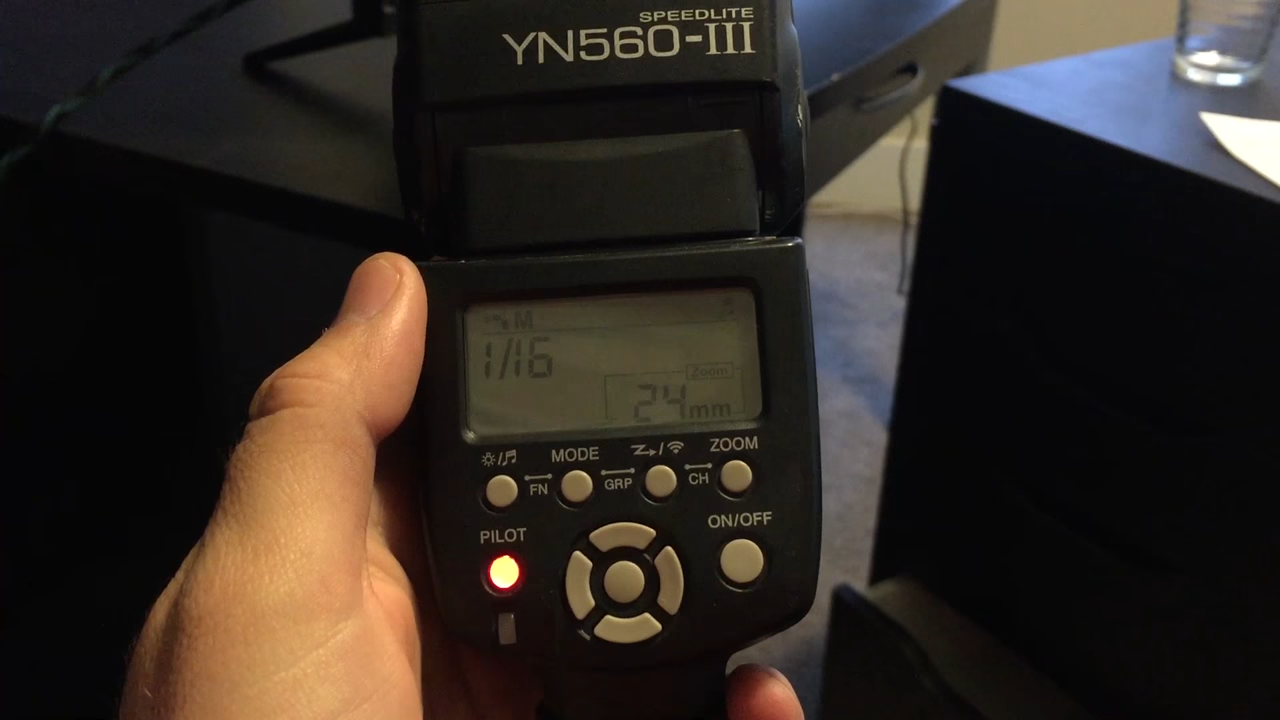 SPEEDLITE
YN560-III
M
1/16
Zoom
24mm
MODE
ZOOM
FN
GRP
CH
PILOT
ON/OFF